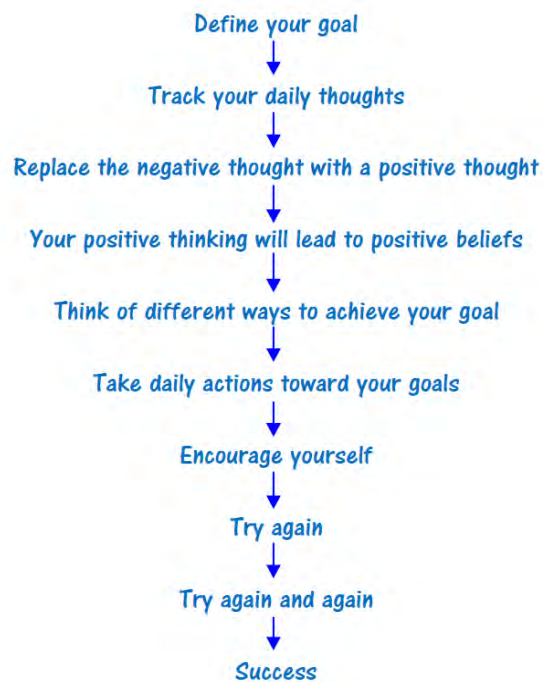 Define your goal
Track your daily thoughts
Replace the negative thought with a positive thought
Your positive thinking will lead to positive beliefs
Think of different ways to achieve your goal
Take daily actions toward your goals
Encourage yourself
Try again
Try again and again
Success